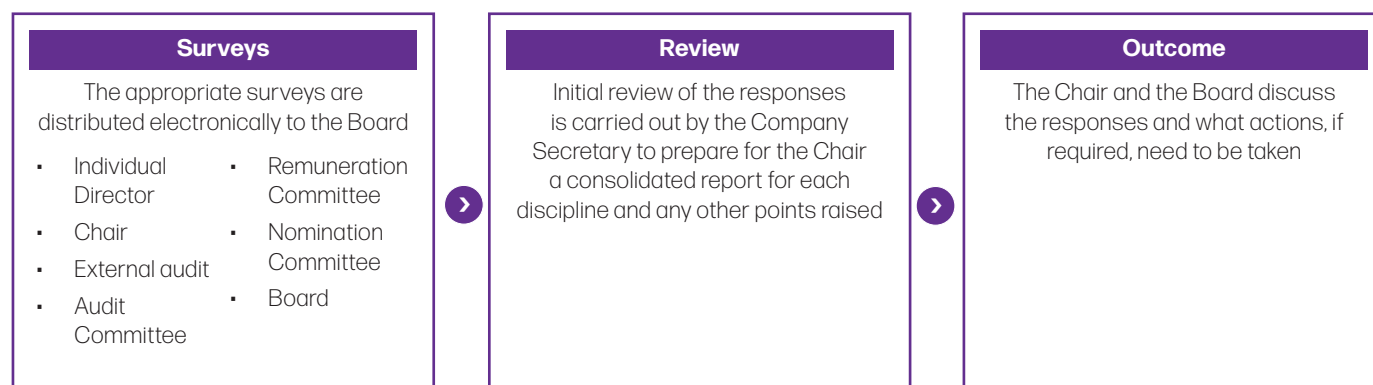 Surveys
The appropriate surveys are
distributed electronically to the Board
▪ Individual
Director
▪ Chair
▪ External audit
▪ Audit
Committee
▪ Remuneration
Committee
▪ Nomination
Committee
▪ Board
Review
Initial review of the responses
is carried out by the Company
Secretary to prepare for the Chair
a consolidated report for each
discipline and any other points raised
Outcome
The Chair and the Board discuss
the responses and what actions, if
required, need to be taken